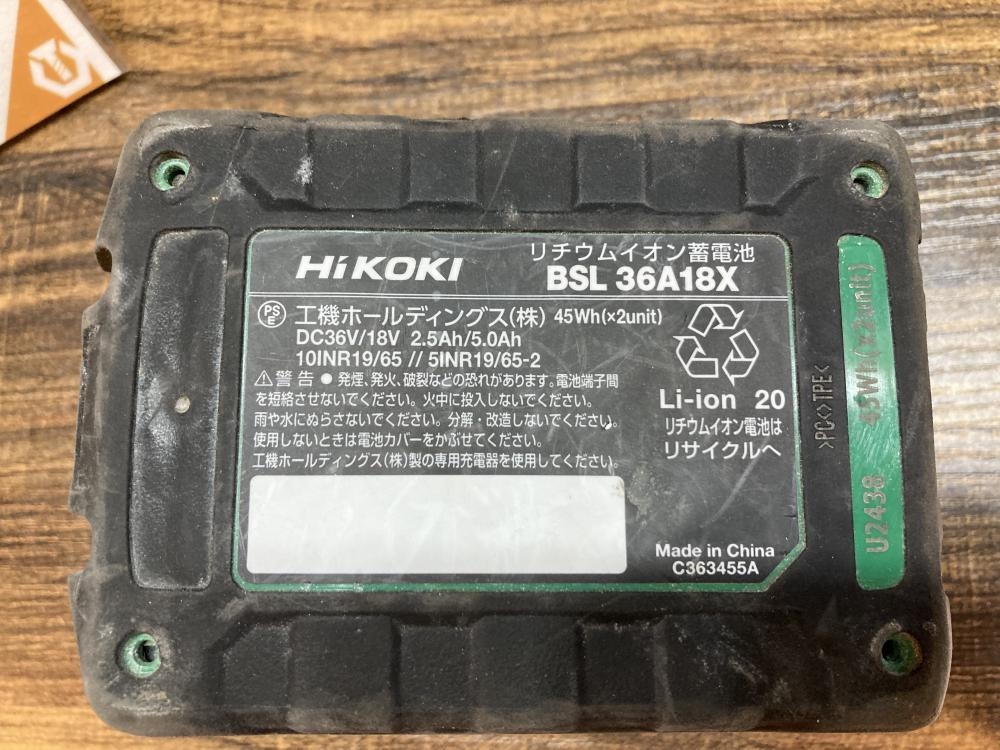 HiKOKI
リチウムイオン蓄電池
BSL 36A18X
PS
E
工機ホールディングス(株) 45Wh(×2unit)
DC36V/18V 2.5Ah/5.0Ah
10INR19/65 // 5INR19/65-2
⚠警告 ● 発煙、発火、破裂などの恐れがあります。電池端子間
を短絡させないでください。火中に投入しないでください。
雨や水にぬらさないでください。分解・改造しないでください。
使用しないときは電池カバーをかぶせてください。
工機ホールディングス(株)製の専用充電器を使用してください。
Li-ion 20
リチウムイオン電池は
リサイクルへ
Made in China
C363455A
>PC<>TPE<
U2438 45Wh(×2unit)